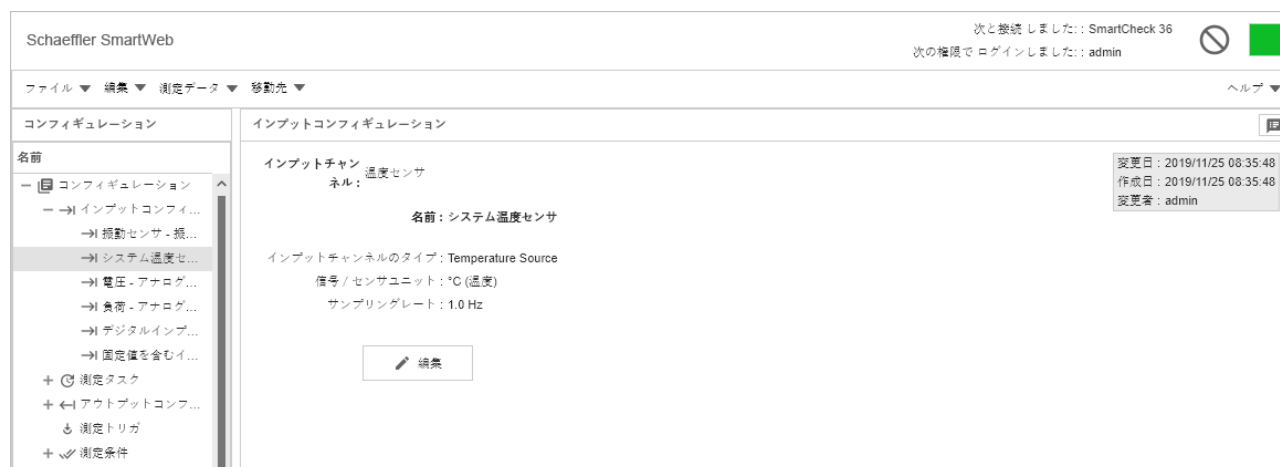 Schaeffler SmartWeb
次と接続 しました: : SmartCheck 36
次の権限で ログインしました: : admin
ファイル ▼ 編集 ▼ 測定データ ▼ 移動先 ▼ ヘルプ ▼
コンフィギュレーション
インプットコンフィギュレーション
名前
コンフィギュレーション
インプットコンフィ...
振動センサ - 振...
システム温度セ...
電圧 - アナログ...
負荷 - アナログ...
デジタルインプ...
固定値を含むイ...
測定タスク
アウトプットコンフ...
測定トリガ
測定条件
インプットチャン
ネル : 温度センサ
名前 : システム温度センサ
インプットチャンネルのタイプ : Temperature Source
信号 / センサユニット : °C (温度)
サンプリングレート : 1.0 Hz
編集
変更日 : 2019/11/25 08:35:48
作成日 : 2019/11/25 08:35:48
変更者 : admin